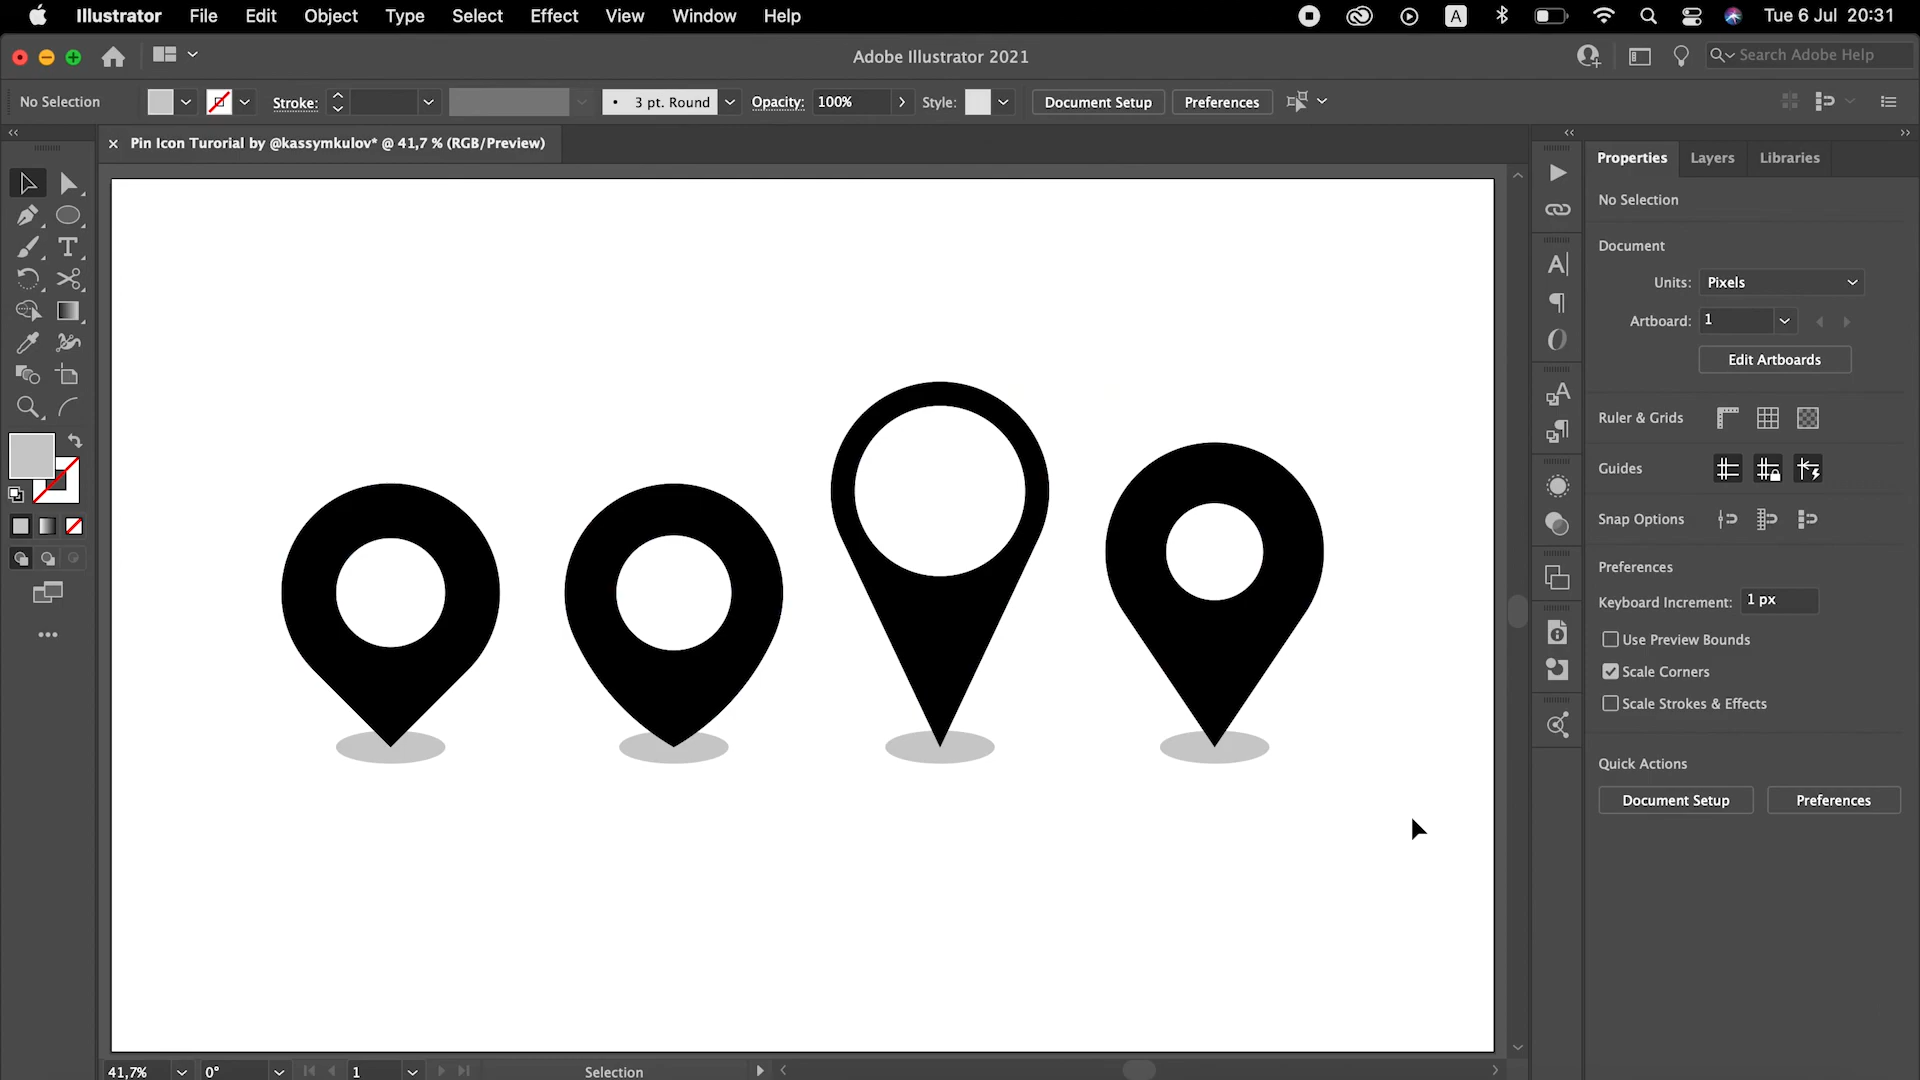 Illustrator File Edit Object Type Select Effect View Window Help A Tue 6 Jul 20:31
Adobe Illustrator 2021 Search Adobe Help
No Selection Stroke: 3 pt. Round Opacity: 100% Style: Document Setup Preferences
Pin Icon Turorial by @kassymkulov* @ 41,7 % (RGB/Preview)
Properties Layers Libraries
No Selection
Document
Units: Pixels
Artboard: 1
Edit Artboards
Ruler & Grids
Guides
Snap Options
Preferences
Keyboard Increment: 1 px
Use Preview Bounds
Scale Corners
Scale Strokes & Effects
Quick Actions
Document Setup Preferences
41,7% 0° 1 Selection